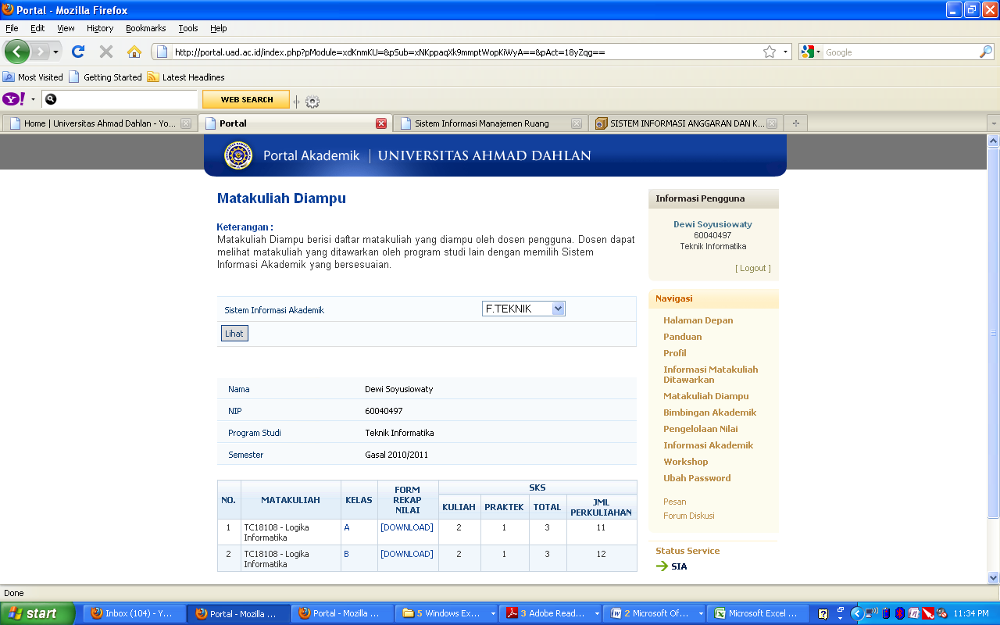 Portal - Mozilla Firefox
File Edit View History Bookmarks Tools Help
http://portal.uad.ac.id/index.php?pModule=xdKnmKU=&pSub=xNKppaqXk9mmptWopKiWyA==&pAct=18yZqg==
Google
Most Visited Getting Started Latest Headlines
Y! WEB SEARCH
Home | Universitas Ahmad Dahlan - Yo... Portal Sistem Informasi Manajemen Ruang SISTEM INFORMASI ANGGARAN DAN K...
Portal Akademik | UNIVERSITAS AHMAD DAHLAN
Matakuliah Diampu
Keterangan :
Matakuliah Diampu berisi daftar matakuliah yang diampu oleh dosen pengguna. Dosen dapat
melihat matakuliah yang ditawarkan oleh program studi lain dengan memilih Sistem
Informasi Akademik yang bersesuaian.
Sistem Informasi Akademik F.TEKNIK
Lihat
Nama Dewi Soyusiowaty
NIP 60040497
Program Studi Teknik Informatika
Semester Gasal 2010/2011
NO. MATAKULIAH KELAS FORM REKAP NILAI SKS
KULIAH PRAKTEK TOTAL JML PERKULIAHAN
1 TC18108 - Logika Informatika A [DOWNLOAD] 2 1 3 11
2 TC18108 - Logika Informatika B [DOWNLOAD] 2 1 3 12
Informasi Pengguna
Dewi Soyusiowaty
60040497
Teknik Informatika
[ Logout ]
Navigasi
Halaman Depan
Panduan
Profil
Informasi Matakuliah
Ditawarkan
Matakuliah Diampu
Bimbingan Akademik
Pengelolaan Nilai
Informasi Akademik
Workshop
Ubah Password
Pesan
Forum Diskusi
Status Service
SIA
Done
start Inbox (104) - Y... Portal - Mozilla ... Portal - Mozilla ... 5 Windows Ex... 3 Adobe Read... 2 Microsoft Of... Microsoft Excel ... 11:34 PM